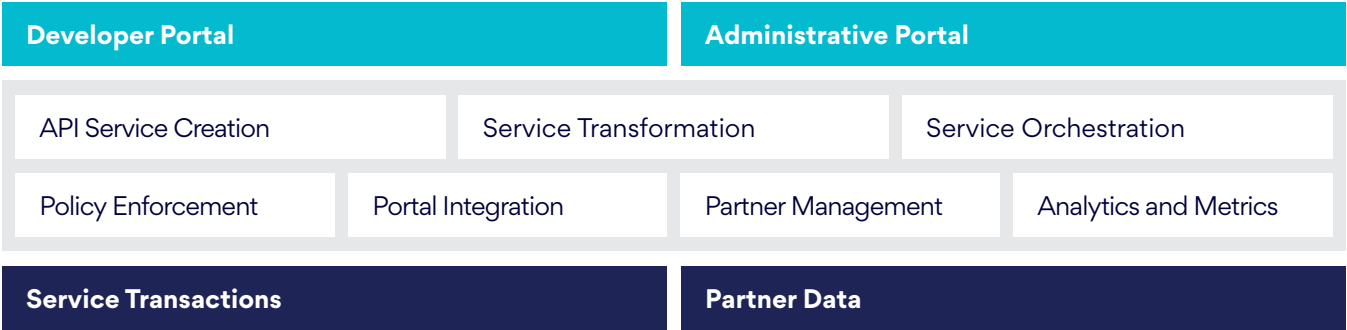 Developer Portal
Administrative Portal
API Service Creation
Service Transformation
Service Orchestration
Policy Enforcement
Portal Integration
Partner Management
Analytics and Metrics
Service Transactions
Partner Data